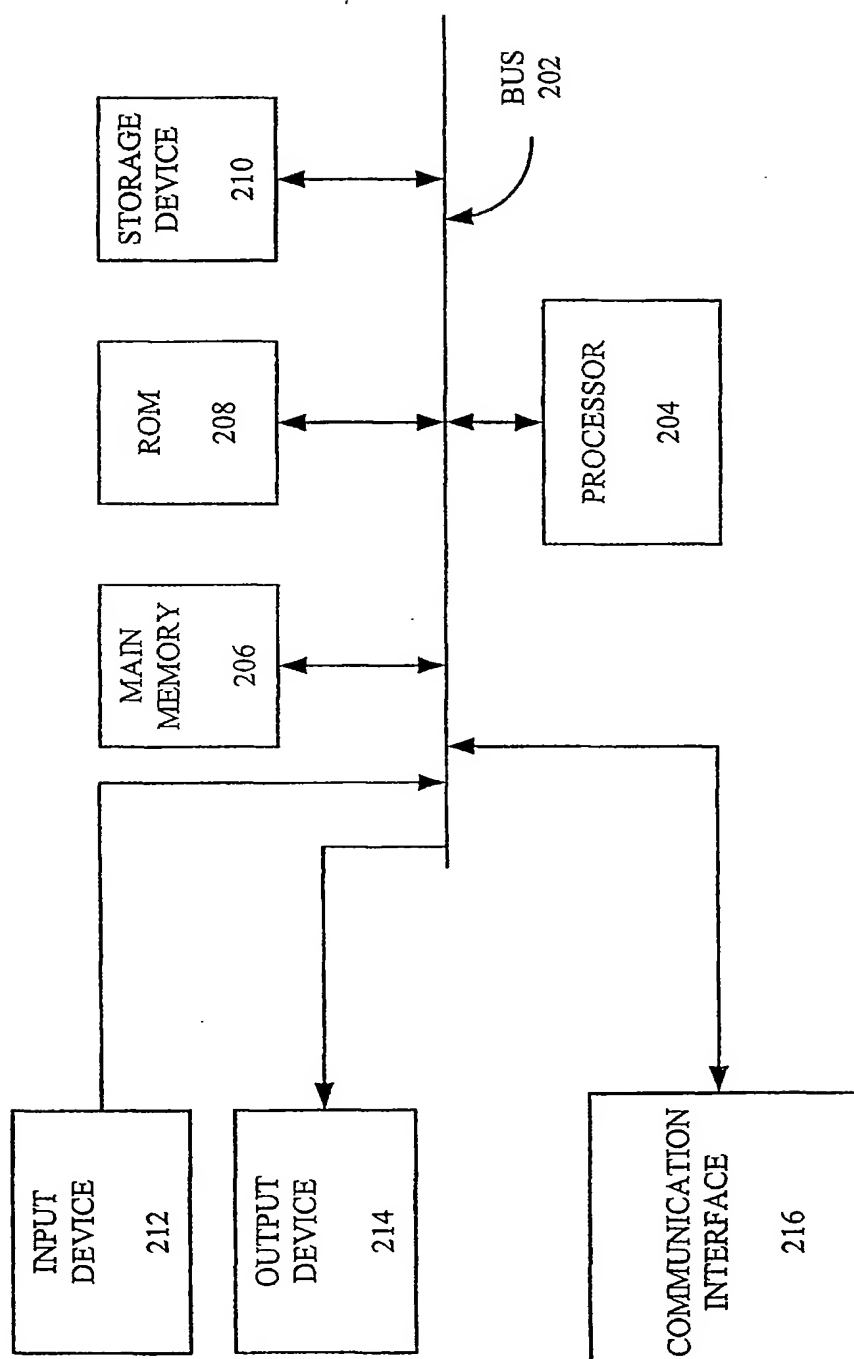 INPUT
DEVICE
212
OUTPUT
DEVICE
214
COMMUNICATION
INTERFACE
216
MAIN
MEMORY
206
ROM
208
STORAGE
DEVICE
210
PROCESSOR
204
BUS
202